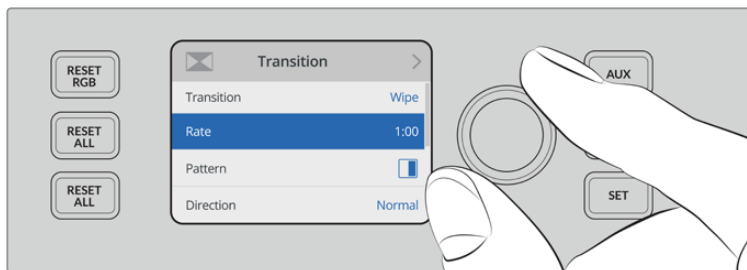 RESET
RGB
RESET
ALL
RESET
ALL
Transition
Transition Wipe
Rate 1:00
Pattern
Direction Normal
AUX
SET